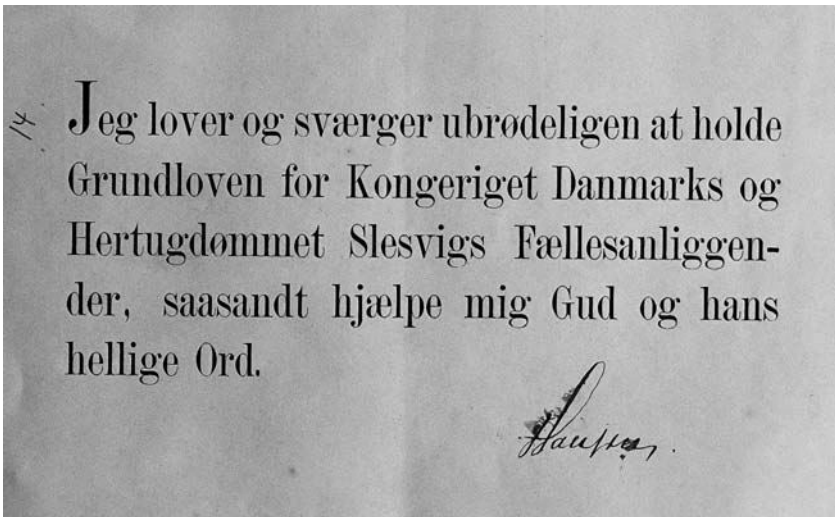 14.
Jeg lover og sværger ubrødeligen at holde
Grundloven for Kongeriget Danmarks og
Hertugdømmet Slesvigs Fællesanliggen-
der, saasandt hjælpe mig Gud og hans
hellige Ord.